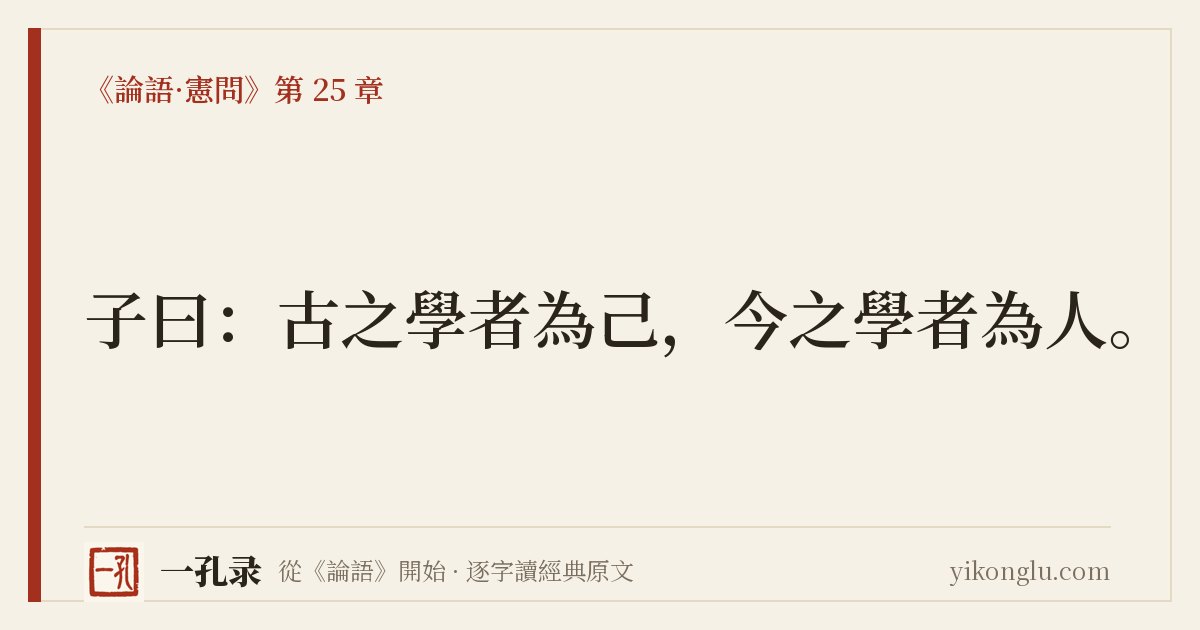 《論語·憲問》第 25 章
子曰：古之學者為己，今之學者為人。
一孔
一孔录 從《論語》開始 · 逐字讀經典原文 yikonglu.com